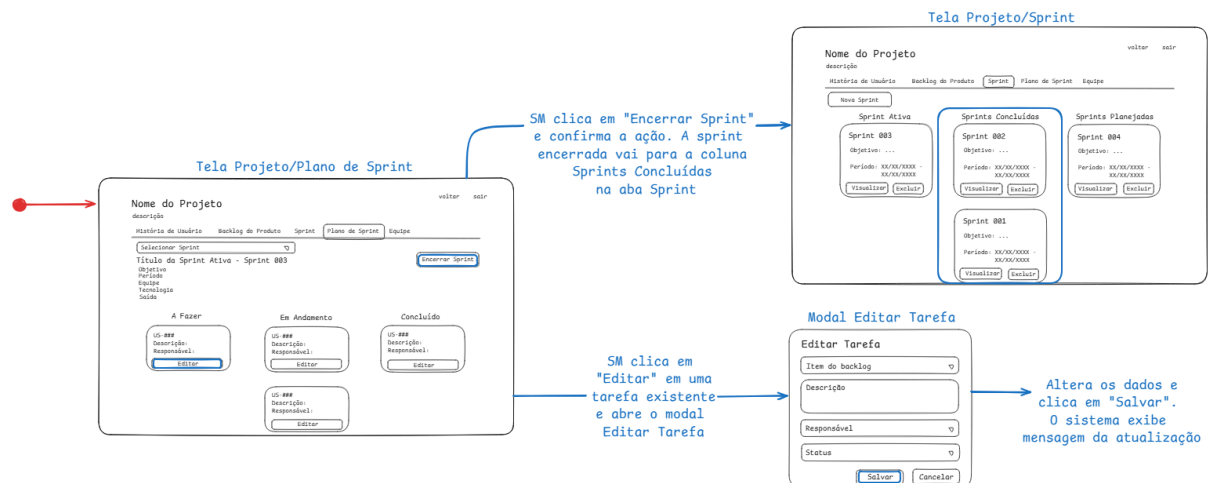 Tela Projeto/Sprint
Nome do Projeto
voltar sair
descrição
História de Usuário Backlog do Produto Sprint Plano de Sprint Equipe
Nova Sprint
Sprint Ativa Sprints Concluídas Sprints Planejadas
Sprint 003
Objetivo: ...
Período: XX/XX/XXXX -
XX/XX/XXXX
Visualizar Excluir
Sprint 002
Objetivo: ...
Período: XX/XX/XXXX -
XX/XX/XXXX
Visualizar Excluir
Sprint 004
Objetivo: ...
Período: XX/XX/XXXX -
XX/XX/XXXX
Visualizar Excluir
Sprint 001
Objetivo: ...
Período: XX/XX/XXXX -
XX/XX/XXXX
Visualizar Excluir
SM clica em "Encerrar Sprint"
e confirma a ação. A sprint
encerrada vai para a coluna
Sprints Concluídas
na aba Sprint
Tela Projeto/Plano de Sprint
Nome do Projeto
voltar sair
descrição
História de Usuário Backlog do Produto Sprint Plano de Sprint Equipe
Selecionar Sprint
Título da Sprint Ativa - Sprint 003
Encerrar Sprint
Objetivo
Período
Equipe
Tecnologia
Saída
A Fazer Em Andamento Concluído
US-###
Descrição:
Responsável:
Editar
US-###
Descrição:
Responsável:
Editar
US-###
Descrição:
Responsável:
Editar
US-###
Descrição:
Responsável:
Editar
SM clica em
"Editar" em uma
tarefa existente
e abre o modal
Editar Tarefa
Modal Editar Tarefa
Editar Tarefa
Item do backlog
Descrição
Responsável
Status
Salvar Cancelar
Altera os dados e
clica em "Salvar".
O sistema exibe
mensagem da atualização